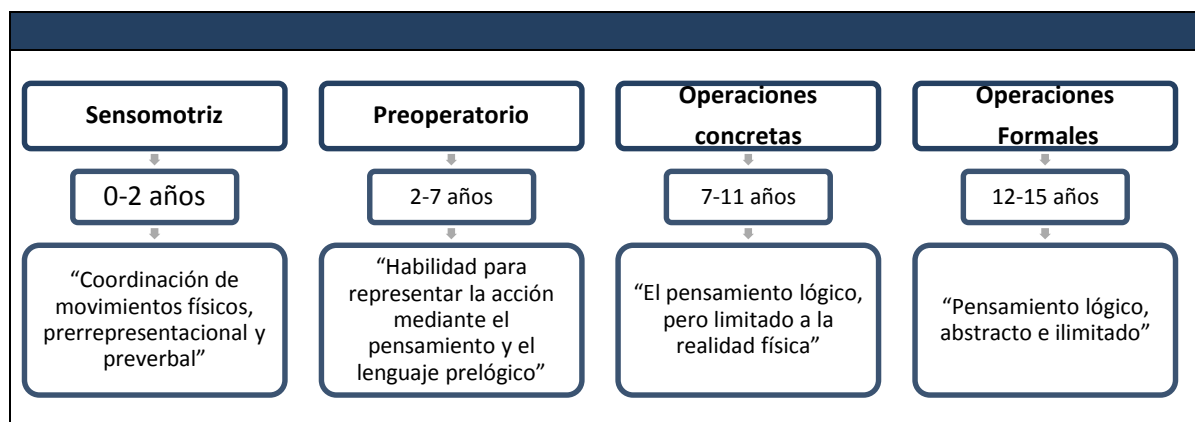 Sensomotriz
0-2 años
“Coordinación de
movimientos físicos,
prerrepresentacional y
preverbal”
Preoperatorio
2-7 años
“Habilidad para
representar la acción
mediante el
pensamiento y el
lenguaje prelógico”
Operaciones
concretas
7-11 años
“El pensamiento lógico,
pero limitado a la
realidad física”
Operaciones
Formales
12-15 años
“Pensamiento lógico,
abstracto e ilimitado”